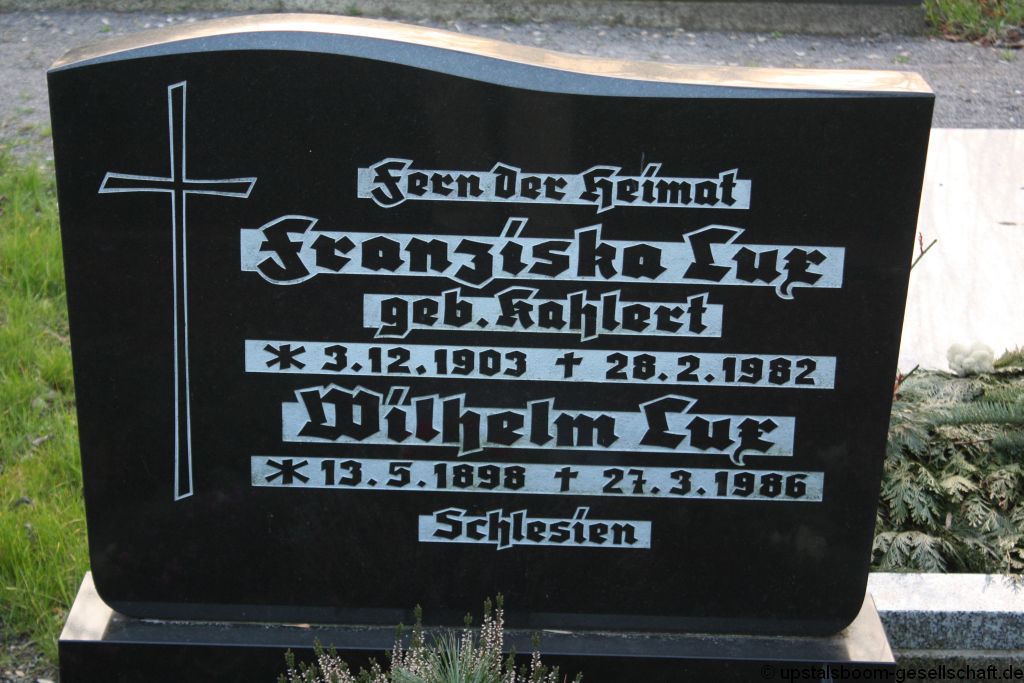 Fern der Heimat
Franziska Lux
geb. Kahlert
* 3.12.1903 † 28.2.1982
Wilhelm Lux
* 13.5.1898 † 27.3.1986
Schlesien
© upstalsboom-gesellschaft.de